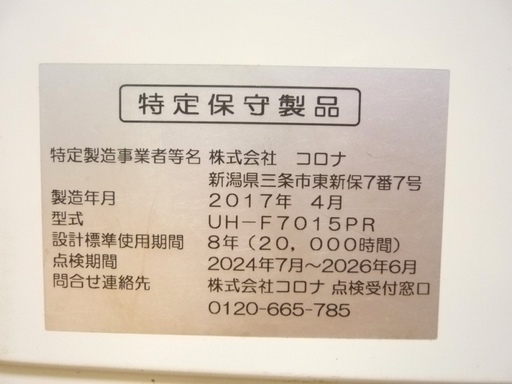 特定保守製品
特定製造事業者等名 株式会社 コロナ
新潟県三条市東新保7番7号
製造年月 2017年 4月
型式 UH-F7015PR
設計標準使用期間 8年(20,000時間)
点検期間 2024年7月~2026年6月
問合せ連絡先 株式会社コロナ 点検受付窓口
0120-665-785